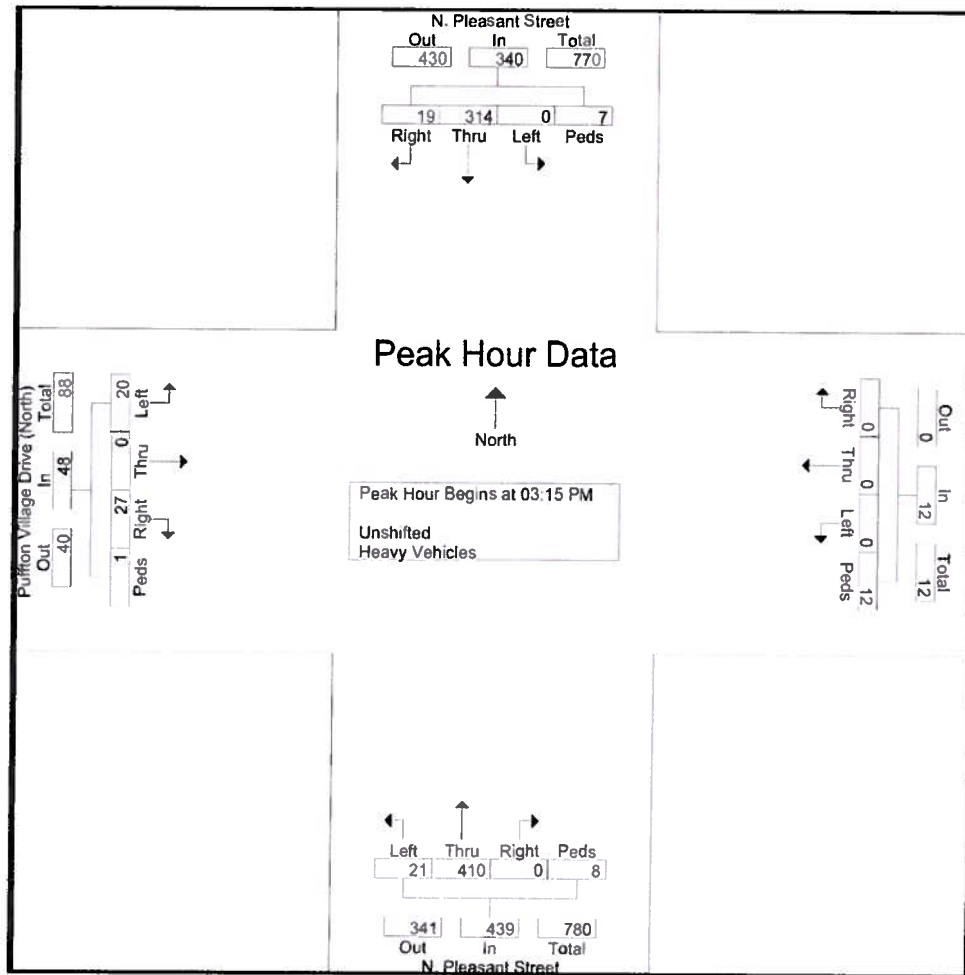 N. Pleasant Street
Out In Total
430 340 770
19 314 0 7
Right Thru Left Peds
Peak Hour Data
North
Peak Hour Begins at 03:15 PM
Unshifted
Heavy Vehicles
Puffton Village Drive (North)
Out In Total
40 48 88
1 27 0 20
Peds Right Thru Left
Out In Total
0 12 12
0 0 0 12
Right Thru Left Peds
Left Thru Right Peds
21 410 0 8
341 439 780
Out In Total
N. Pleasant Street